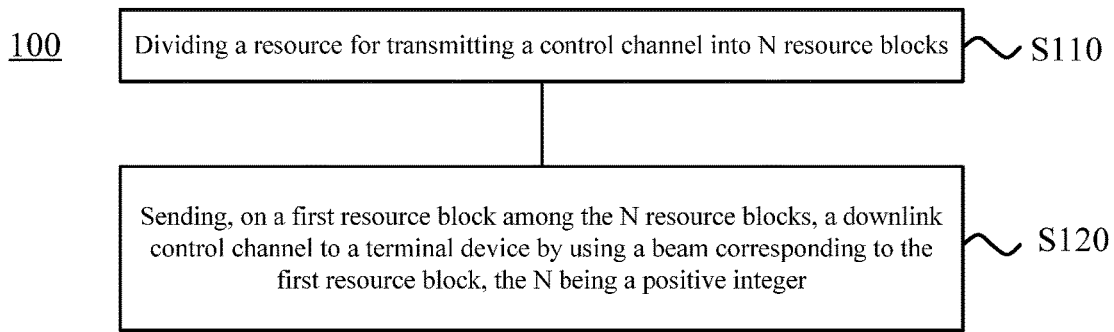 100
Dividing a resource for transmitting a control channel into N resource blocks
S110
Sending, on a first resource block among the N resource blocks, a downlink
control channel to a terminal device by using a beam corresponding to the
first resource block, the N being a positive integer
S120